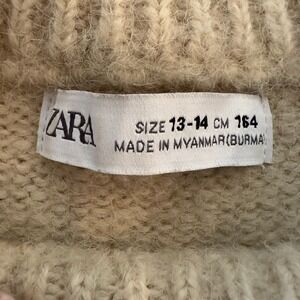 ZARA
SIZE 13-14 CM 164
MADE IN MYANMAR(BURMA